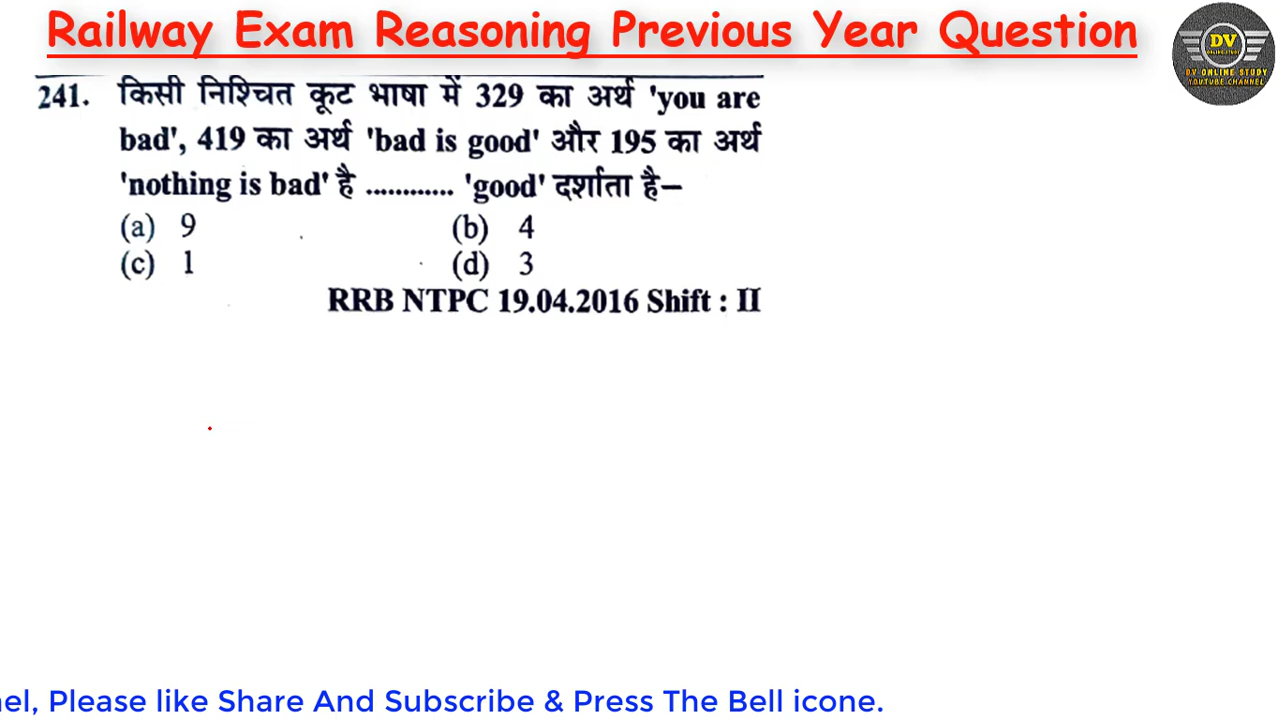 Railway Exam Reasoning Previous Year Question
DV
ONLINE STUDY
DV ONLINE STUDY
YOUTUBE CHANNEL
241. किसी निश्चित कूट भाषा में 329 का अर्थ 'you are
bad', 419 का अर्थ 'bad is good' और 195 का अर्थ
'nothing is bad' है ............ 'good' दर्शाता है–
(a) 9 (b) 4
(c) 1 (d) 3
RRB NTPC 19.04.2016 Shift : II
nel, Please like Share And Subscribe & Press The Bell icone.